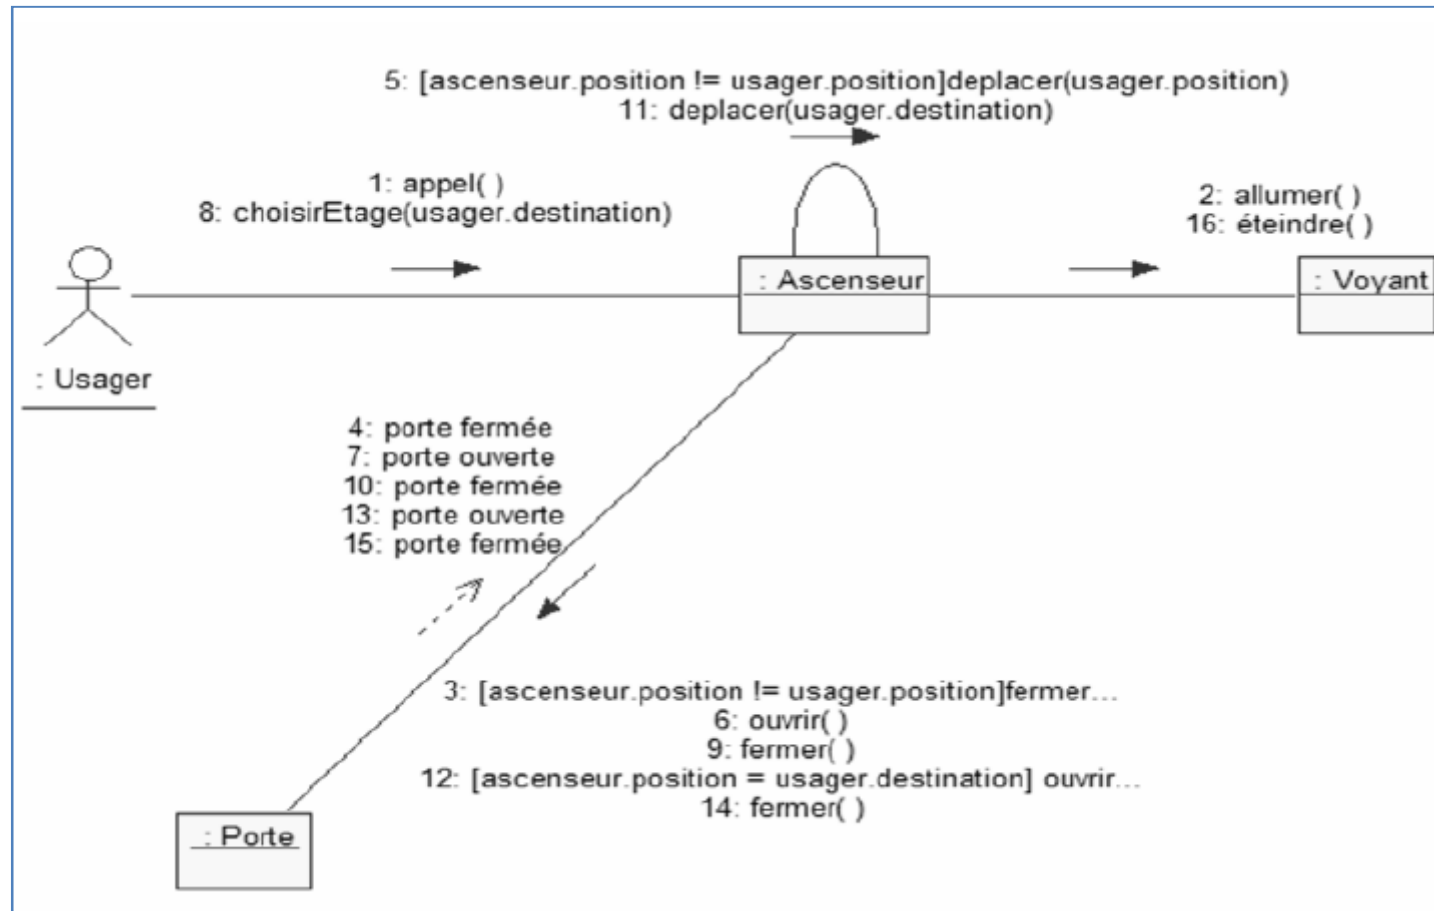 5: [ascenseur.position != usager.position]deplacer(usager.position)
11: deplacer(usager.destination)
1: appel( )
8: choisirEtage(usager.destination)
2: allumer( )
16: éteindre( )
: Ascenseur
: Voyant
: Usager
4: porte fermée
7: porte ouverte
10: porte fermée
13: porte ouverte
15: porte fermée
3: [ascenseur.position != usager.position]fermer...
6: ouvrir( )
9: fermer( )
12: [ascenseur.position = usager.destination] ouvrir...
14: fermer( )
: Porte